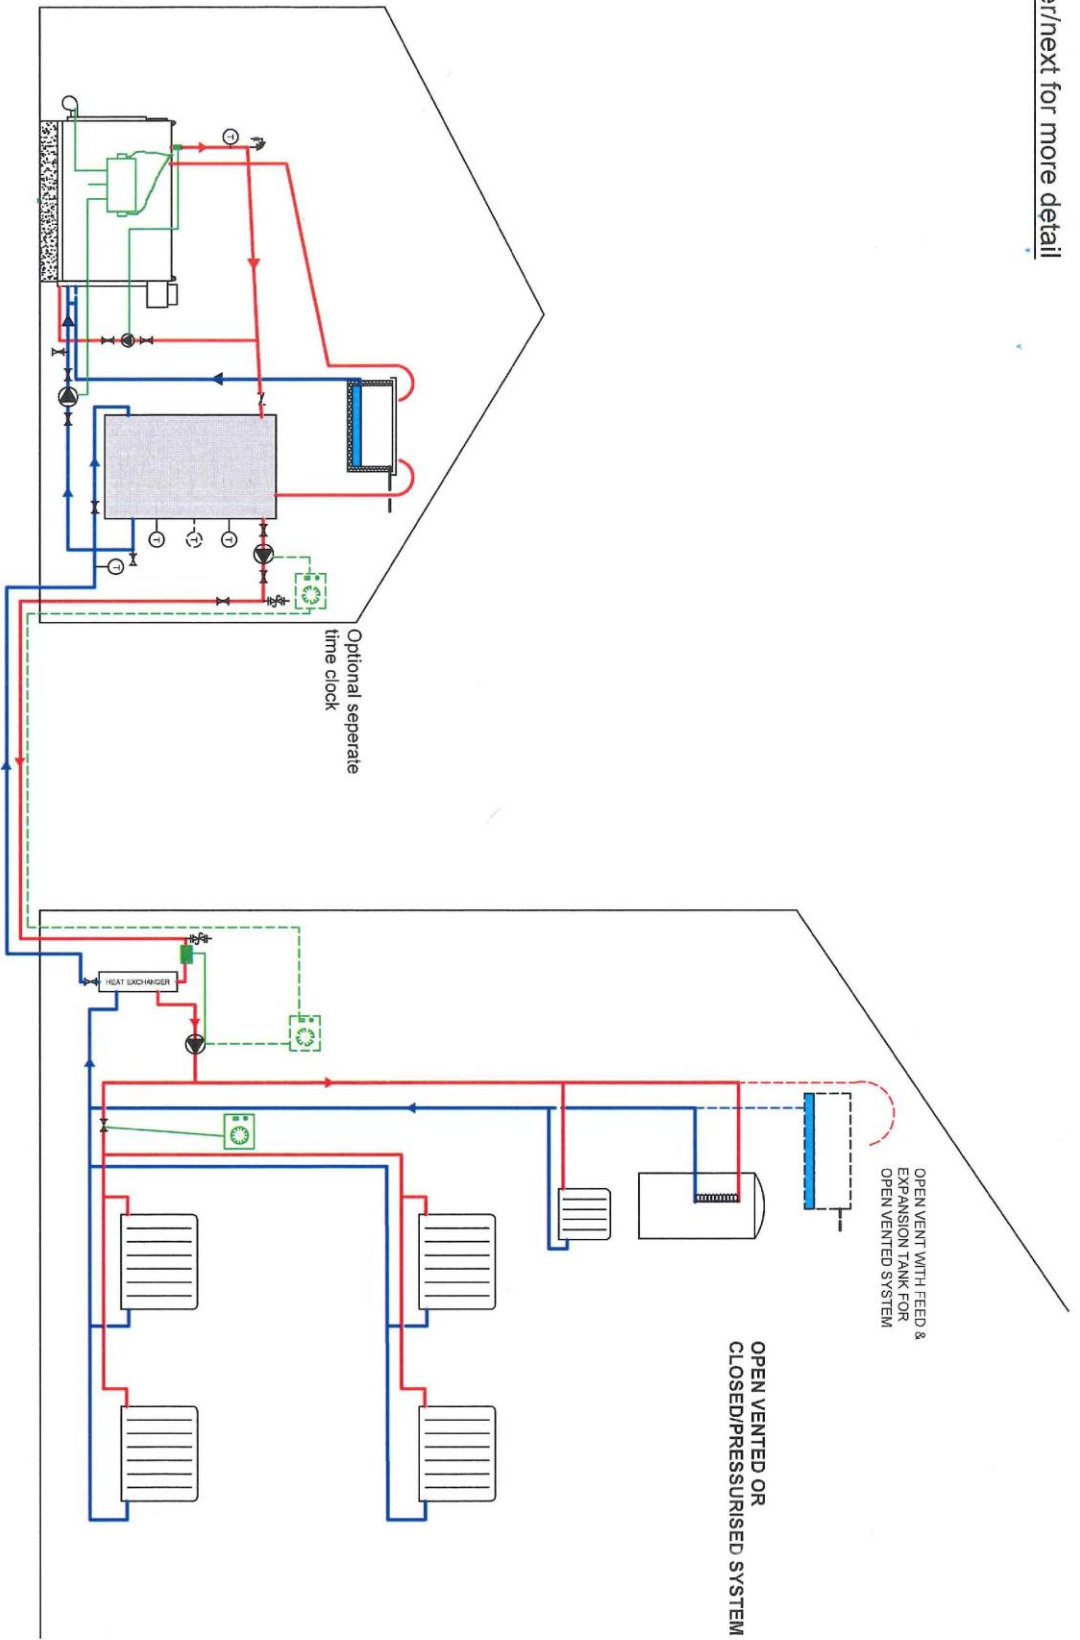 er/next for more detail
Optional seperate
time clock
OPEN VENT WITH FEED &
EXPANSION TANK FOR
OPEN VENTED SYSTEM
OPEN VENTED OR
CLOSED/PRESSURISED SYSTEM
HEAT EXCHANGER
T
T
T
T
T